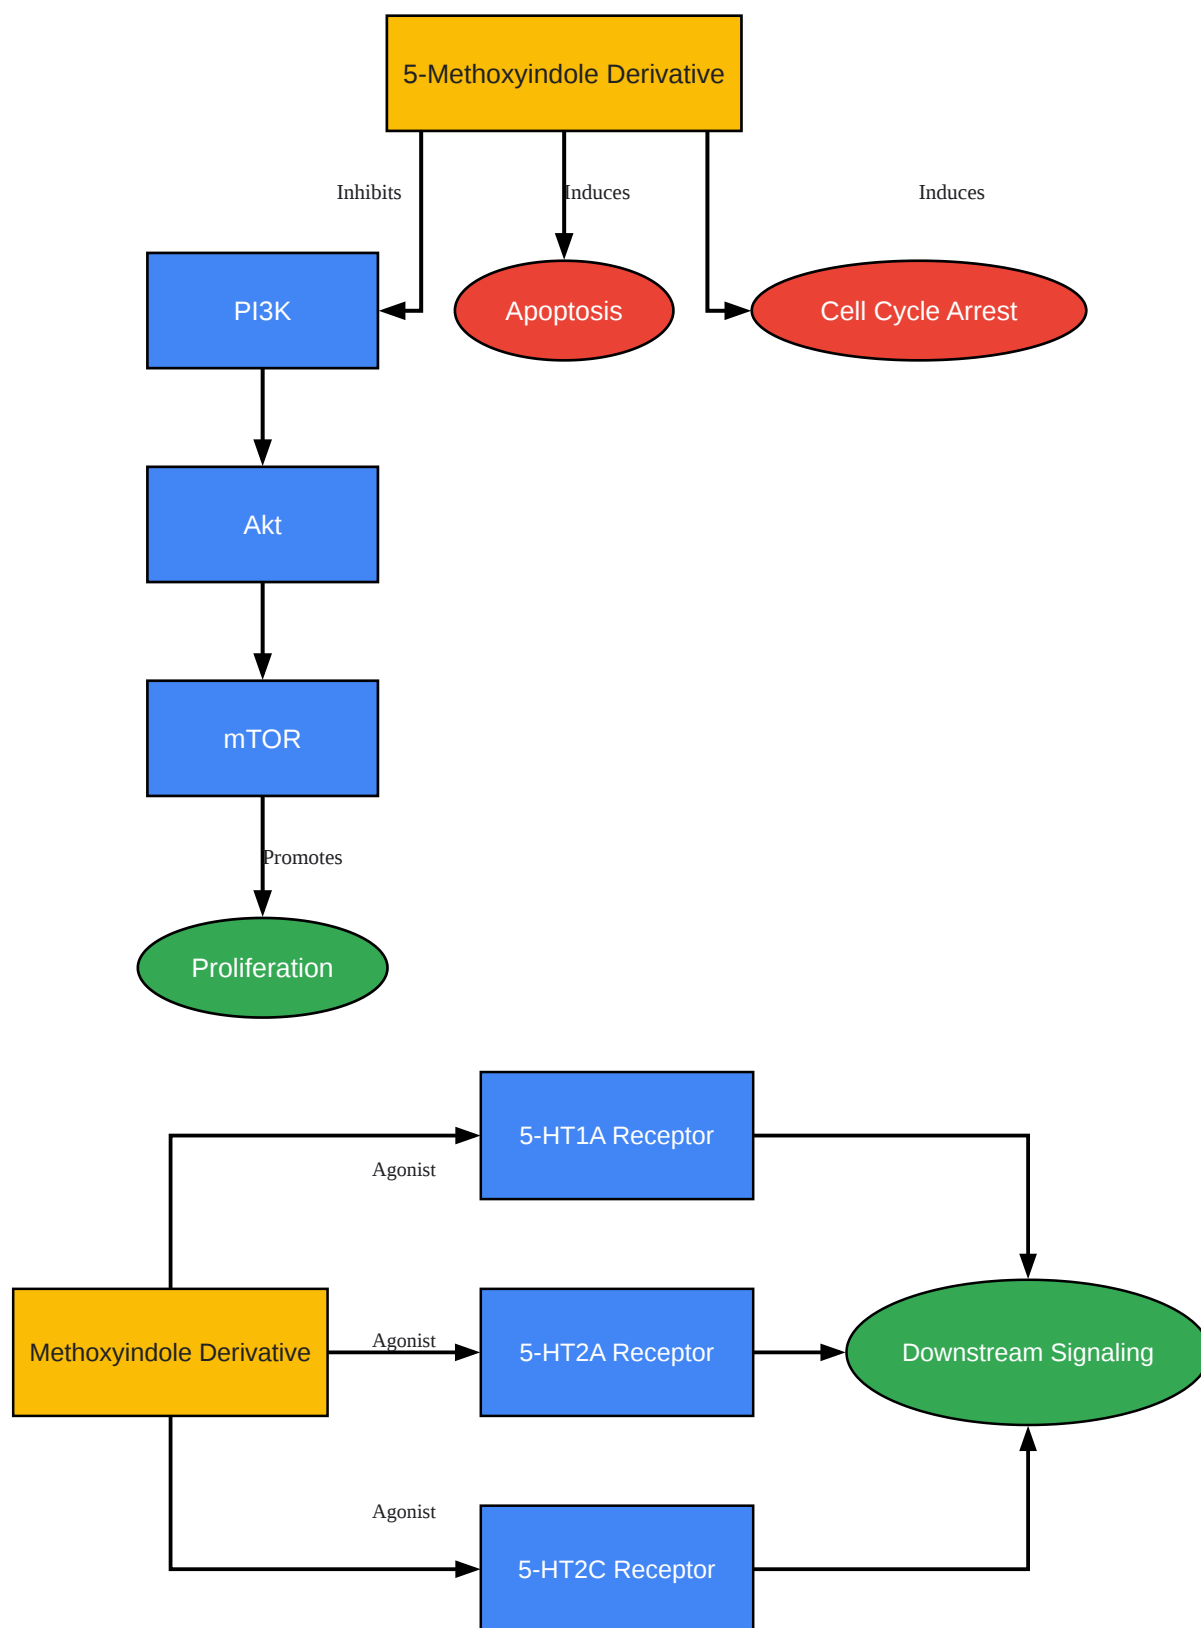 5-Methoxyindole Derivative
Inhibits
Induces
Induces
PI3K
Apoptosis
Cell Cycle Arrest
Akt
mTOR
Promotes
Proliferation
5-HT1A Receptor
Agonist
Methoxyindole Derivative
Agonist
5-HT2A Receptor
Downstream Signaling
Agonist
5-HT2C Receptor